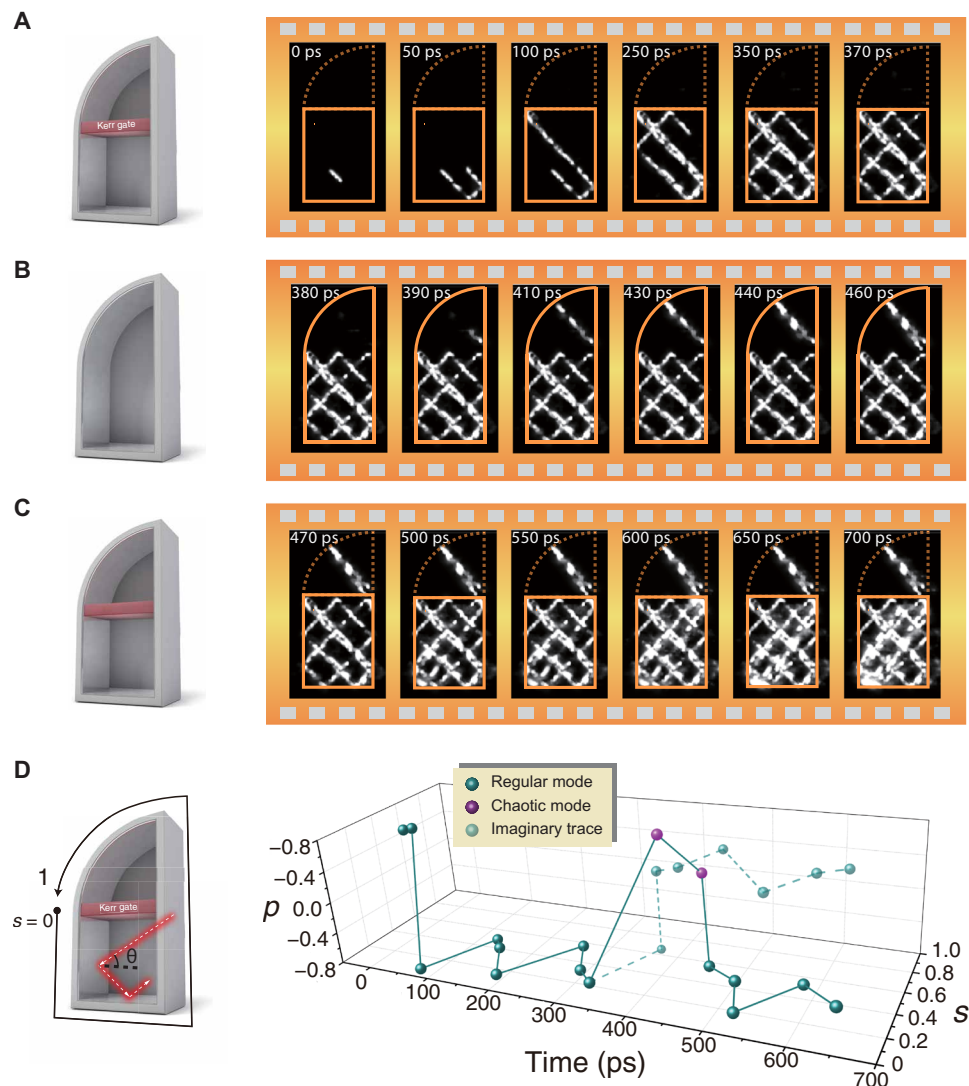 A
Kerr gate
0 ps
50 ps
100 ps
250 ps
350 ps
370 ps
B
380 ps
390 ps
410 ps
430 ps
440 ps
460 ps
C
470 ps
500 ps
550 ps
600 ps
650 ps
700 ps
D
1
s = 0
Kerr gate
θ
Regular mode
Chaotic mode
Imaginary trace
p
−0.8
−0.4
0.0
−0.4
−0.8
0
100
200
300
400
500
600
700
Time (ps)
1.0
0.8
0.6
0.4
0.2
0
s